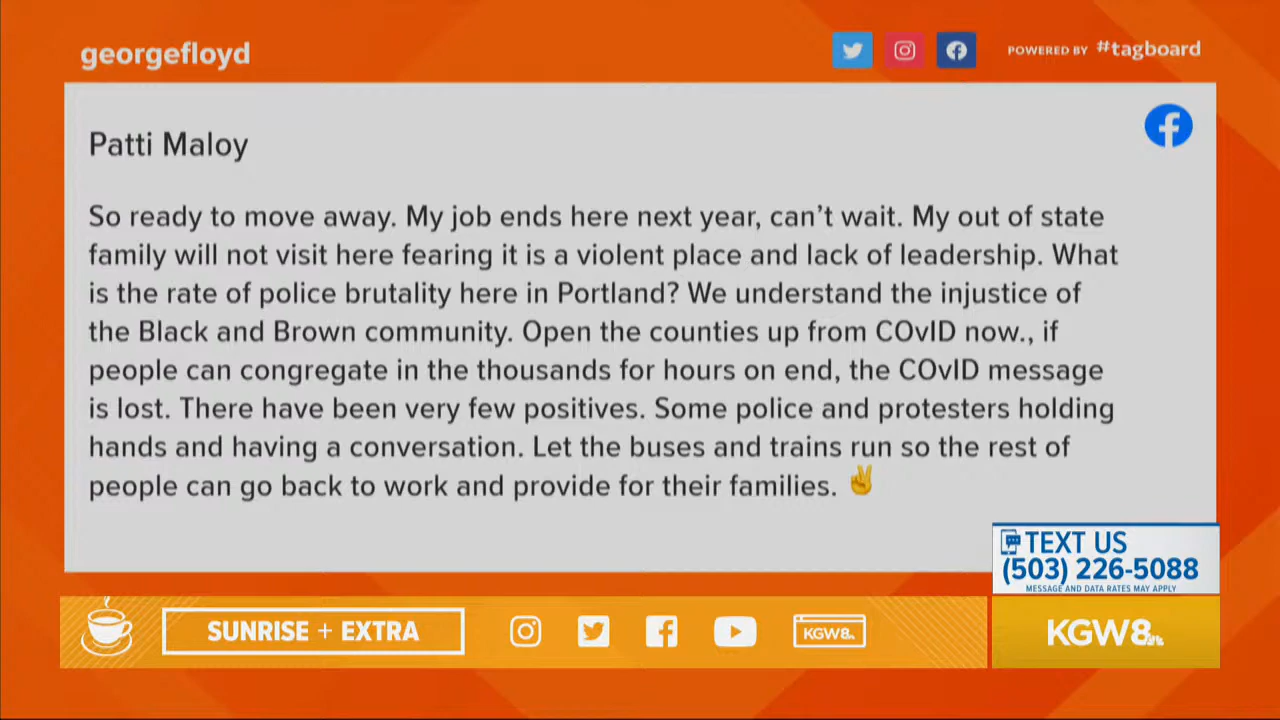 georgefloyd
POWERED BY #tagboard
Patti Maloy
So ready to move away. My job ends here next year, can't wait. My out of state
family will not visit here fearing it is a violent place and lack of leadership. What
is the rate of police brutality here in Portland? We understand the injustice of
the Black and Brown community. Open the counties up from COvID now., if
people can congregate in the thousands for hours on end, the COvID message
is lost. There have been very few positives. Some police and protesters holding
hands and having a conversation. Let the buses and trains run so the rest of
people can go back to work and provide for their families. ✌️
TEXT US
(503) 226-5088
MESSAGE AND DATA RATES MAY APPLY
SUNRISE + EXTRA
KGW8
KGW8